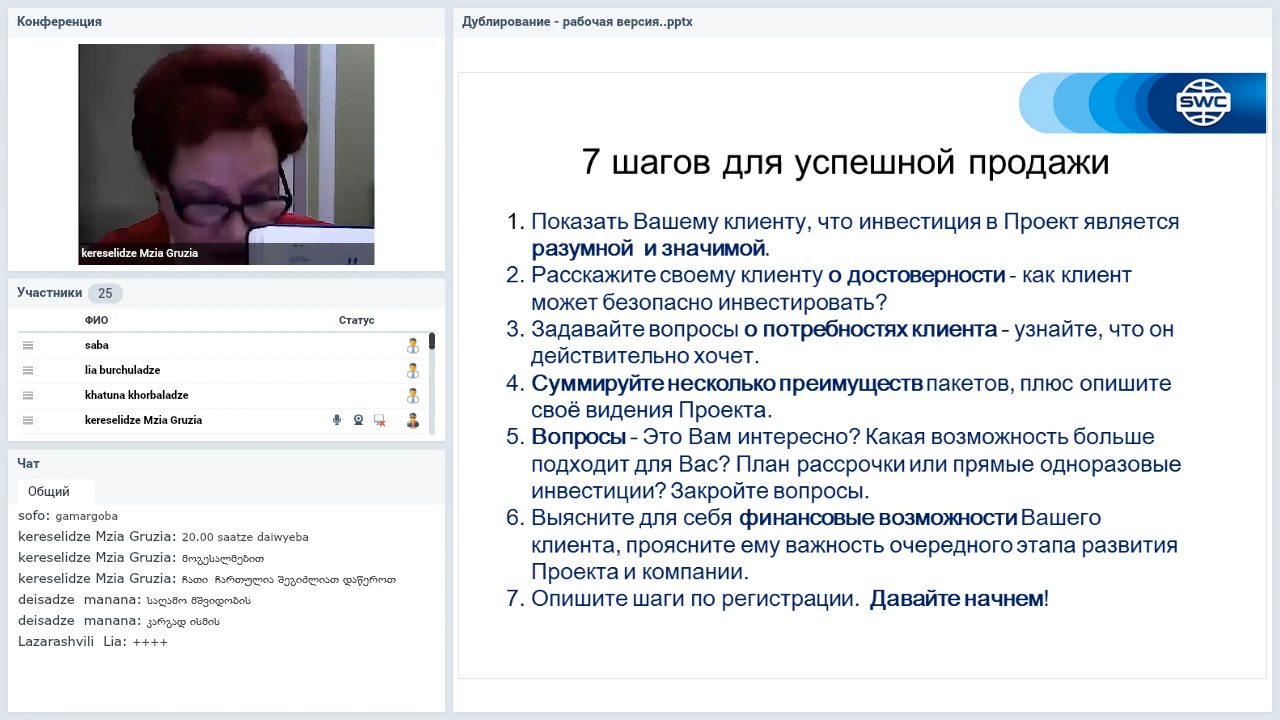 Конференция
kereselidze Mzia Gruzia
Участники 25
ФИО Статус
saba
lia burchuladze
khatuna khorbaladze
kereselidze Mzia Gruzia
Чат
Общий
sofo: gamargoba
kereselidze Mzia Gruzia: 20.00 saatze daiwyeba
kereselidze Mzia Gruzia: მოგესალმებით
kereselidze Mzia Gruzia: ჩათი ჩართულია შეგიძლიათ დაწეროთ
deisadze manana: საღამო მშვიდობის
deisadze manana: კარგად ისმის
Lazarashvili Lia: ++++
Дублирование - рабочая версия..pptx
SWC
7 шагов для успешной продажи
1. Показать Вашему клиенту, что инвестиция в Проект является
разумной и значимой.
2. Расскажите своему клиенту о достоверности - как клиент
может безопасно инвестировать?
3. Задавайте вопросы о потребностях клиента - узнайте, что он
действительно хочет.
4. Суммируйте несколько преимуществ пакетов, плюс опишите
своё видения Проекта.
5. Вопросы - Это Вам интересно? Какая возможность больше
подходит для Вас? План рассрочки или прямые одноразовые
инвестиции? Закройте вопросы.
6. Выясните для себя финансовые возможности Вашего
клиента, проясните ему важность очередного этапа развития
Проекта и компании.
7. Опишите шаги по регистрации. Давайте начнем!